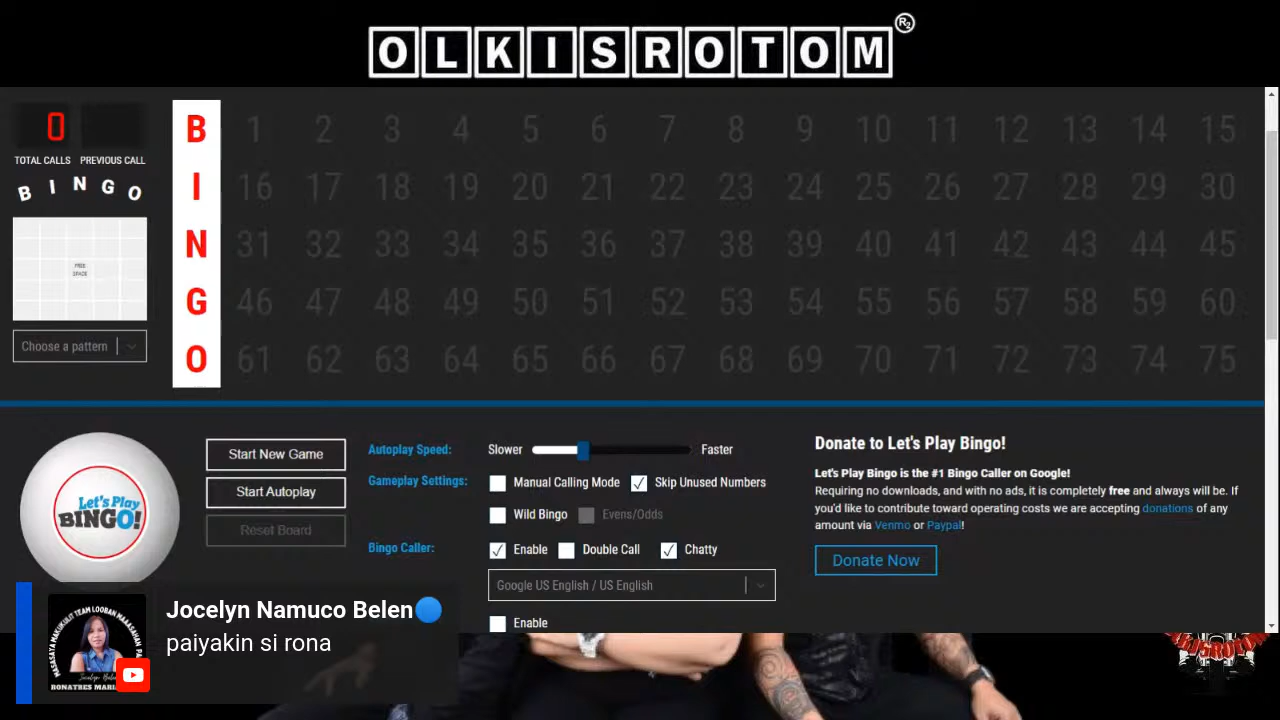 OLKISROTOM R2
0
TOTAL CALLS PREVIOUS CALL
B I N G O
FREE
SPACE
Choose a pattern
B 1 2 3 4 5 6 7 8 9 10 11 12 13 14 15
I 16 17 18 19 20 21 22 23 24 25 26 27 28 29 30
N 31 32 33 34 35 36 37 38 39 40 41 42 43 44 45
G 46 47 48 49 50 51 52 53 54 55 56 57 58 59 60
O 61 62 63 64 65 66 67 68 69 70 71 72 73 74 75
Let's Play
BINGO!
Start New Game
Start Autoplay
Reset Board
Autoplay Speed: Slower Faster
Gameplay Settings: Manual Calling Mode Skip Unused Numbers
Wild Bingo Evens/Odds
Bingo Caller: Enable Double Call Chatty
Google US English / US English
Enable
Donate to Let's Play Bingo!
Let's Play Bingo is the #1 Bingo Caller on Google!
Requiring no downloads, and with no ads, it is completely free and always will be. If
you'd like to contribute toward operating costs we are accepting donations of any
amount via Venmo or Paypal!
Donate Now
Jocelyn Namuco Belen
paiyakin si rona